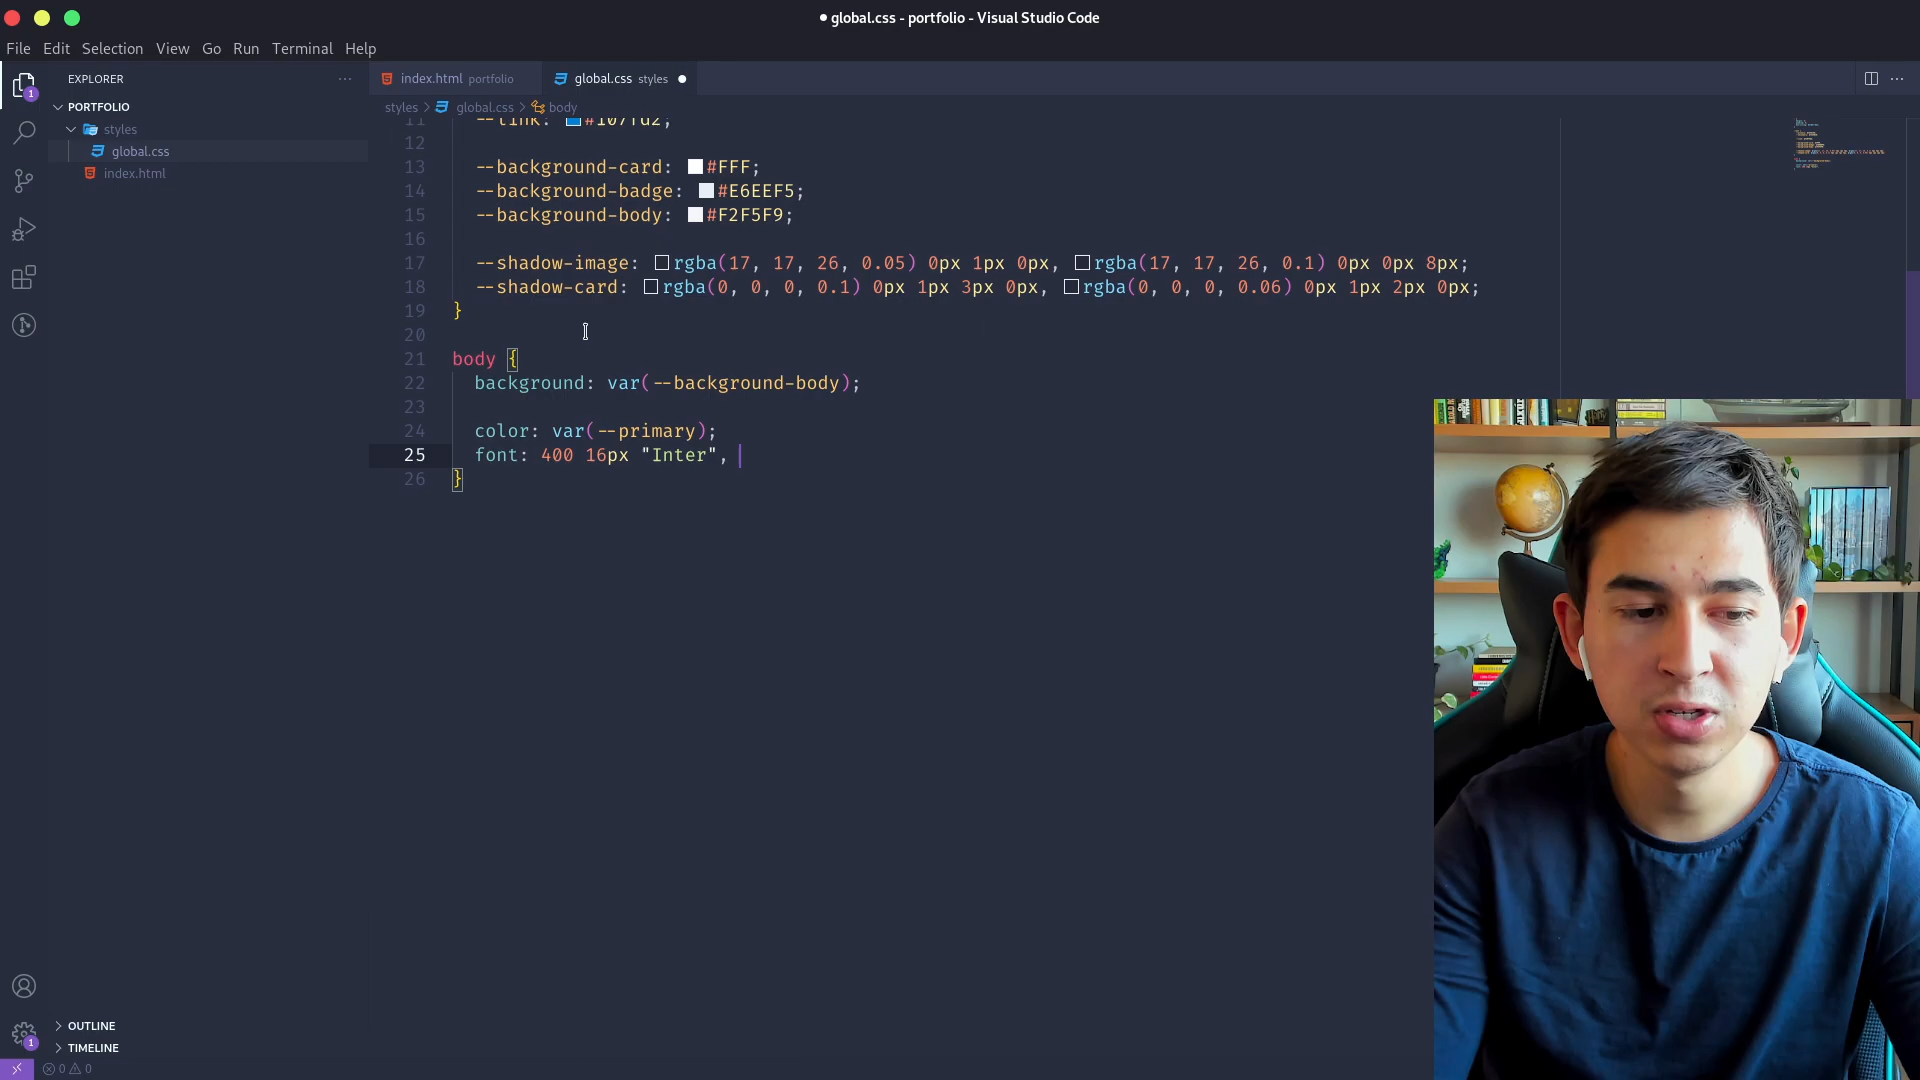 global.css - portfolio - Visual Studio Code
File Edit Selection View Go Run Terminal Help
EXPLORER
index.html portfolio
global.css styles
PORTFOLIO
styles > global.css > body
styles
global.css
index.html
11 --link: #107fd2;
12
13 --background-card: #FFF;
14 --background-badge: #E6EEF5;
15 --background-body: #F2F5F9;
16
17 --shadow-image: rgba(17, 17, 26, 0.05) 0px 1px 0px, rgba(17, 17, 26, 0.1) 0px 0px 8px;
18 --shadow-card: rgba(0, 0, 0, 0.1) 0px 1px 3px 0px, rgba(0, 0, 0, 0.06) 0px 1px 2px 0px;
19 }
20
21 body {
22 background: var(--background-body);
23
24 color: var(--primary);
25 font: 400 16px "Inter",
26 }
1
OUTLINE
1
TIMELINE
0 0